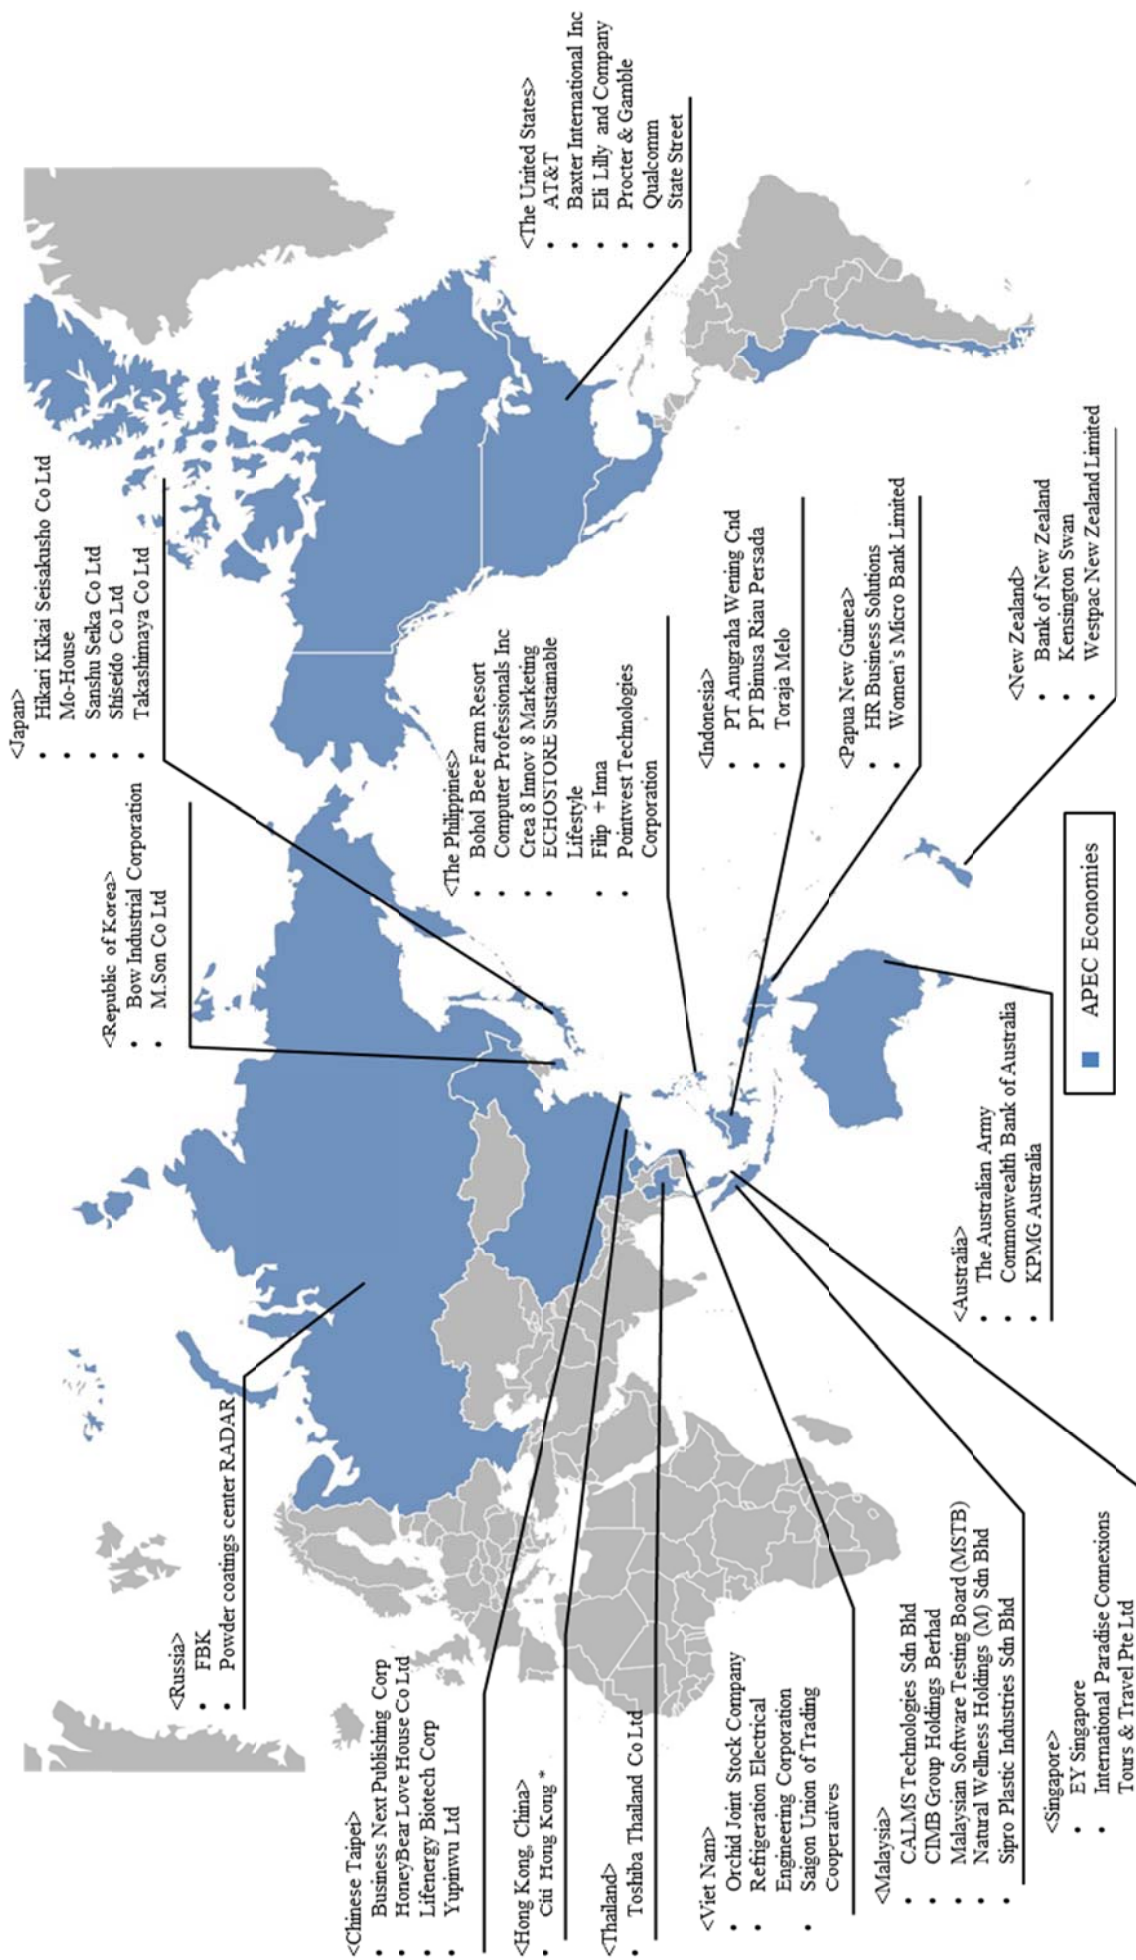 <Russia>
• FBK
• Powder coatings center RADAR
<Republic of Korea>
• Bow Industrial Corporation
• M.Son Co Ltd
<Japan>
• Hikari Kikai Seisakusho Co Ltd
• Mo-House
• Sanshu Seika Co Ltd
• Shiseido Co Ltd
• Takashimaya Co Ltd
<Chinese Taipei>
• Business Next Publishing Corp
• HoneyBear Love House Co Ltd
• Lifenergy Biotech Corp
• Yupinwu Ltd
<Hong Kong, China>
• Citi Hong Kong *
<Thailand>
• Toshiba Thailand Co Ltd
<Viet Nam>
• Orchid Joint Stock Company
• Refrigeration Electrical
Engineering Corporation
• Saigon Union of Trading
Cooperatives
<Malaysia>
• CALMS Technologies Sdn Bhd
• CIMB Group Holdings Berhad
• Malaysian Software Testing Board (MSTB)
• Natural Wellness Holdings (M) Sdn Bhd
• Sipro Plastic Industries Sdn Bhd
<Singapore>
• EY Singapore
• International Paradise Connexions
Tours & Travel Pte Ltd
<The Philippines>
• Bohol Bee Farm Resort
• Computer Professionals Inc
• Crea 8 Innov 8 Marketing
• ECHOSTORE Sustainable
Lifestyle
• Filip + Inna
• Pointwest Technologies
Corporation
<The United States>
• AT&T
• Baxter International Inc
• Eli Lilly and Company
• Procter & Gamble
• Qualcomm
• State Street
<Indonesia>
• PT Anugraha Wening Cnd
• PT Binusa Riau Persada
• Toraja Melo
<Papua New Guinea>
• HR Business Solutions
• Women's Micro Bank Limited
<Australia>
• The Australian Army
• Commonwealth Bank of Australia
• KPMG Australia
<New Zealand>
• Bank of New Zealand
• Kensington Swan
• Westpac New Zealand Limited
APEC Economies